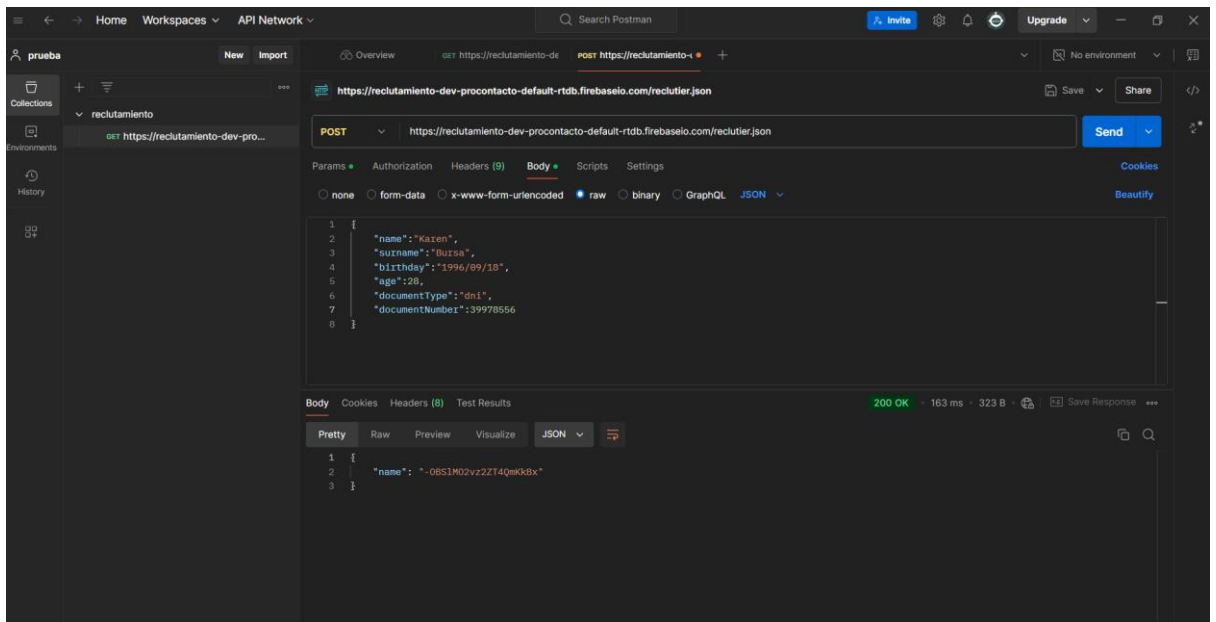 Home Workspaces API Network Search Postman Invite Upgrade
prueba New Import Overview GET https://reclutamiento-de POST https://reclutamiento-c No environment
Collections
reclutamiento
GET https://reclutamiento-dev-pro...
Environments
History
https://reclutamiento-dev-procontacto-default-rtdb.firebaseio.com/reclutier.json Save Share
POST https://reclutamiento-dev-procontacto-default-rtdb.firebaseio.com/reclutier.json Send
Params Authorization Headers (9) Body Scripts Settings Cookies
none form-data x-www-form-urlencoded raw binary GraphQL JSON Beautify
1 {
2 "name":"Karen",
3 "surname":"Bursa",
4 "birthday":"1996/09/18",
5 "age":28,
6 "documentType":"dni",
7 "documentNumber":39978556
8 }
Body Cookies Headers (8) Test Results 200 OK 163 ms 323 B Save Response
Pretty Raw Preview Visualize JSON
1 {
2 "name": "-OBSlMO2vz2ZT4QmKkBx"
3 }